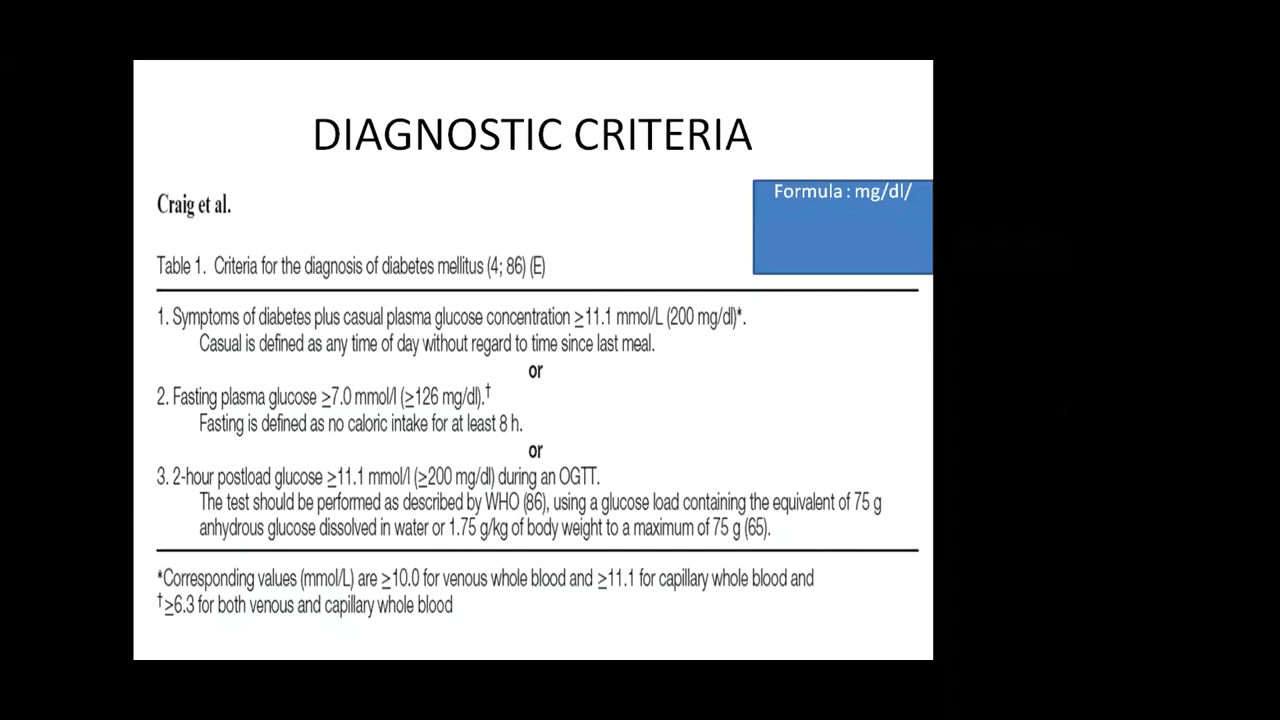 DIAGNOSTIC CRITERIA
Craig et al.
Formula : mg/dl/
Table 1. Criteria for the diagnosis of diabetes mellitus (4; 86) (E)
1. Symptoms of diabetes plus casual plasma glucose concentration ≥11.1 mmol/L (200 mg/dl)*.
Casual is defined as any time of day without regard to time since last meal.
or
2. Fasting plasma glucose ≥7.0 mmol/l (≥126 mg/dl).†
Fasting is defined as no caloric intake for at least 8 h.
or
3. 2-hour postload glucose ≥11.1 mmol/l (≥200 mg/dl) during an OGTT.
The test should be performed as described by WHO (86), using a glucose load containing the equivalent of 75 g
anhydrous glucose dissolved in water or 1.75 g/kg of body weight to a maximum of 75 g (65).
*Corresponding values (mmol/L) are ≥10.0 for venous whole blood and ≥11.1 for capillary whole blood and
†≥6.3 for both venous and capillary whole blood